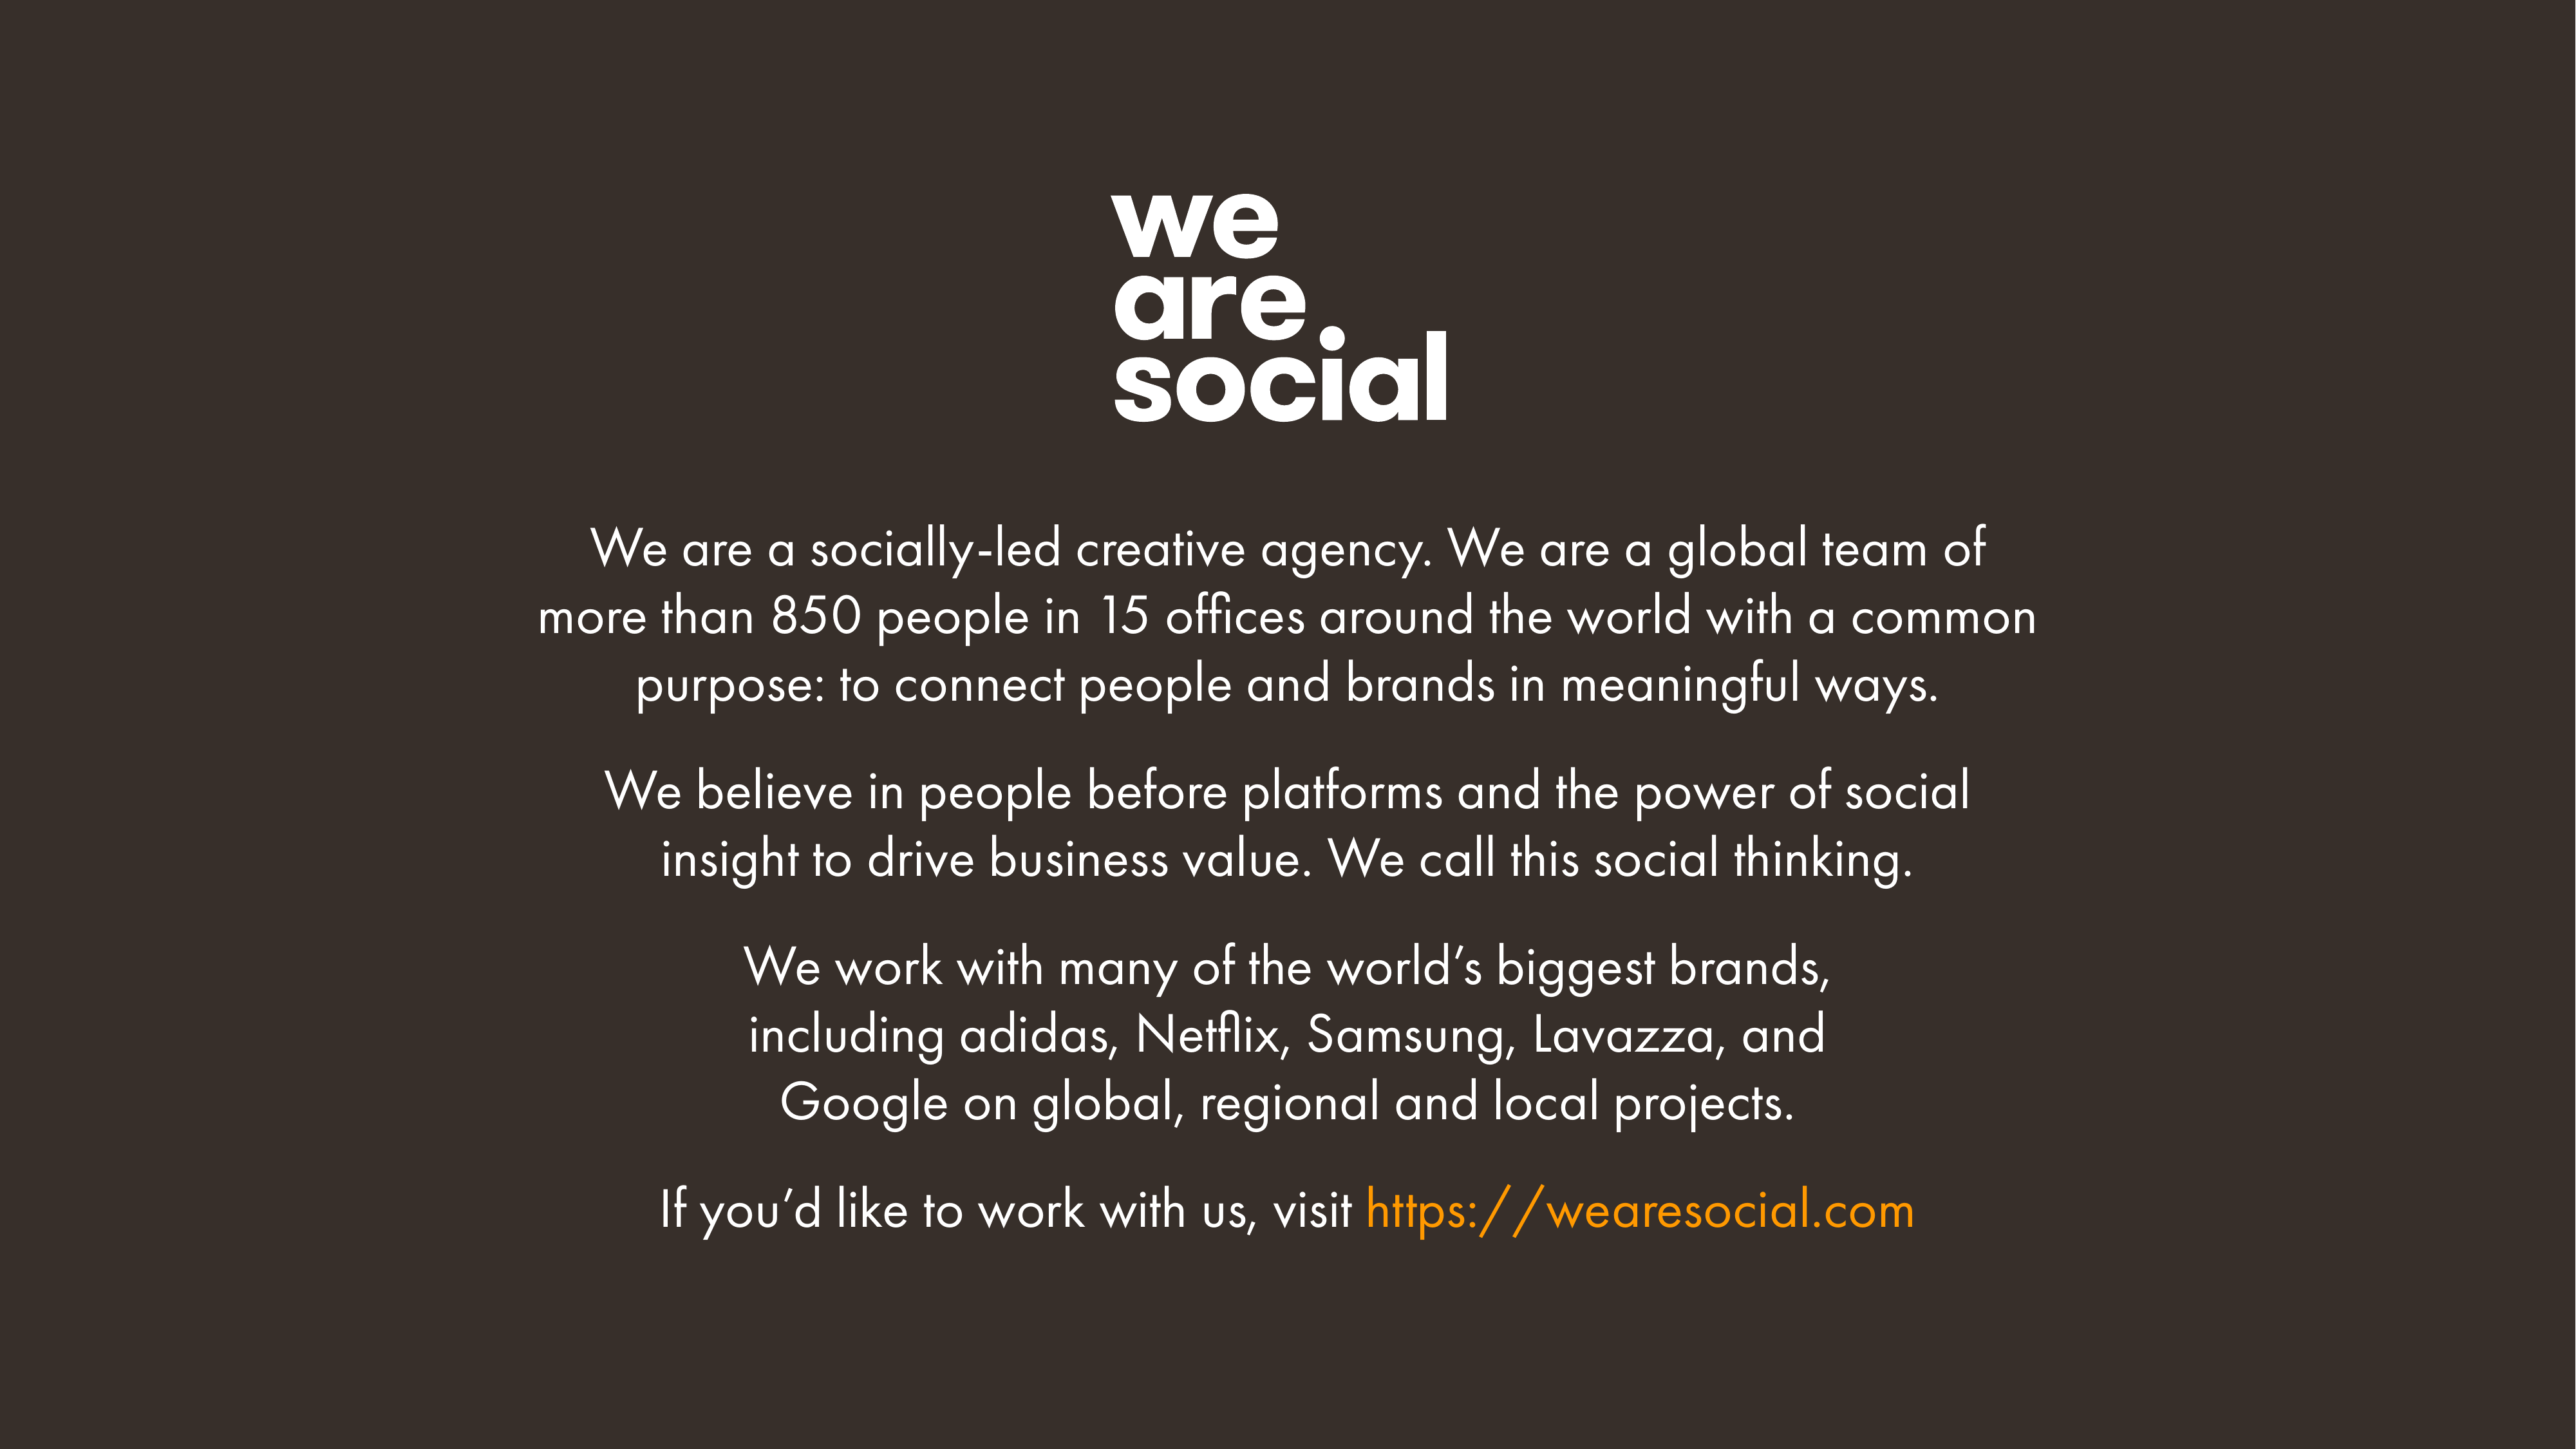 we
are
social
We are a socially-led creative agency. We are a global team of
more than 850 people in 15 offices around the world with a common
purpose: to connect people and brands in meaningful ways.
We believe in people before platforms and the power of social
insight to drive business value. We call this social thinking.
We work with many of the world’s biggest brands,
including adidas, Netflix, Samsung, Lavazza, and
Google on global, regional and local projects.
If you’d like to work with us, visit https://wearesocial.com